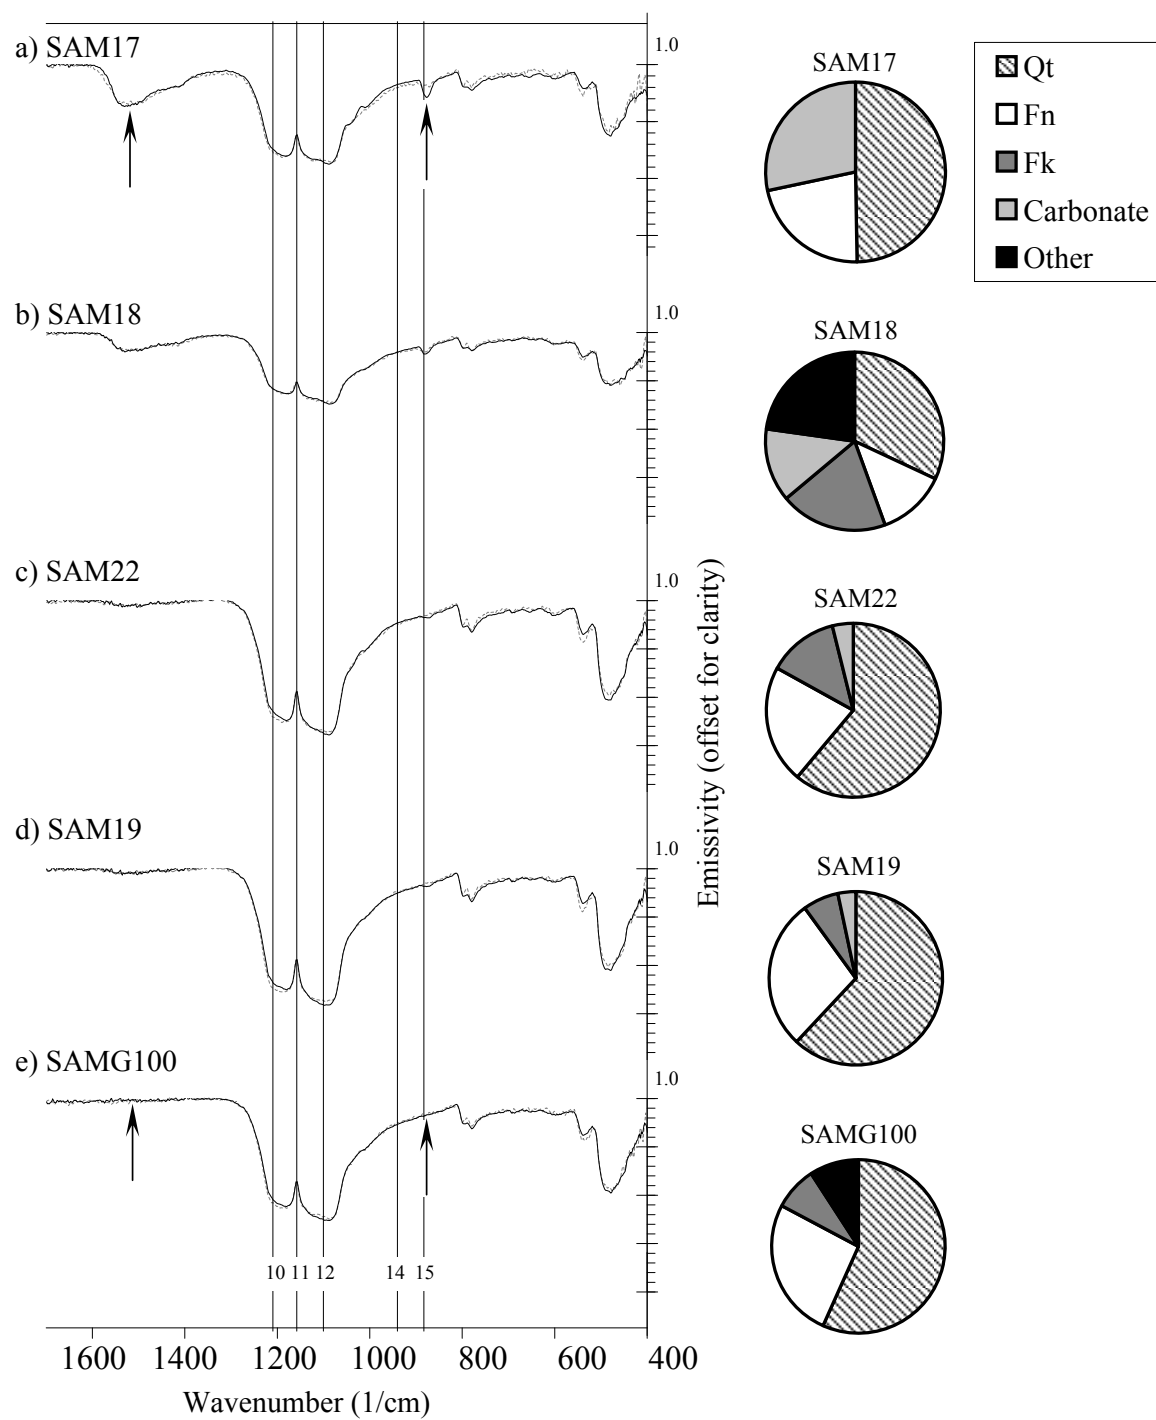 a) SAM17
1.0
b) SAM18
1.0
c) SAM22
1.0
d) SAM19
1.0
e) SAMG100
1.0
10 11 12 14 15
1600 1400 1200 1000 800 600 400
Wavenumber (1/cm)
Emissivity (offset for clarity)
SAM17
SAM18
SAM22
SAM19
SAMG100
Qt
Fn
Fk
Carbonate
Other